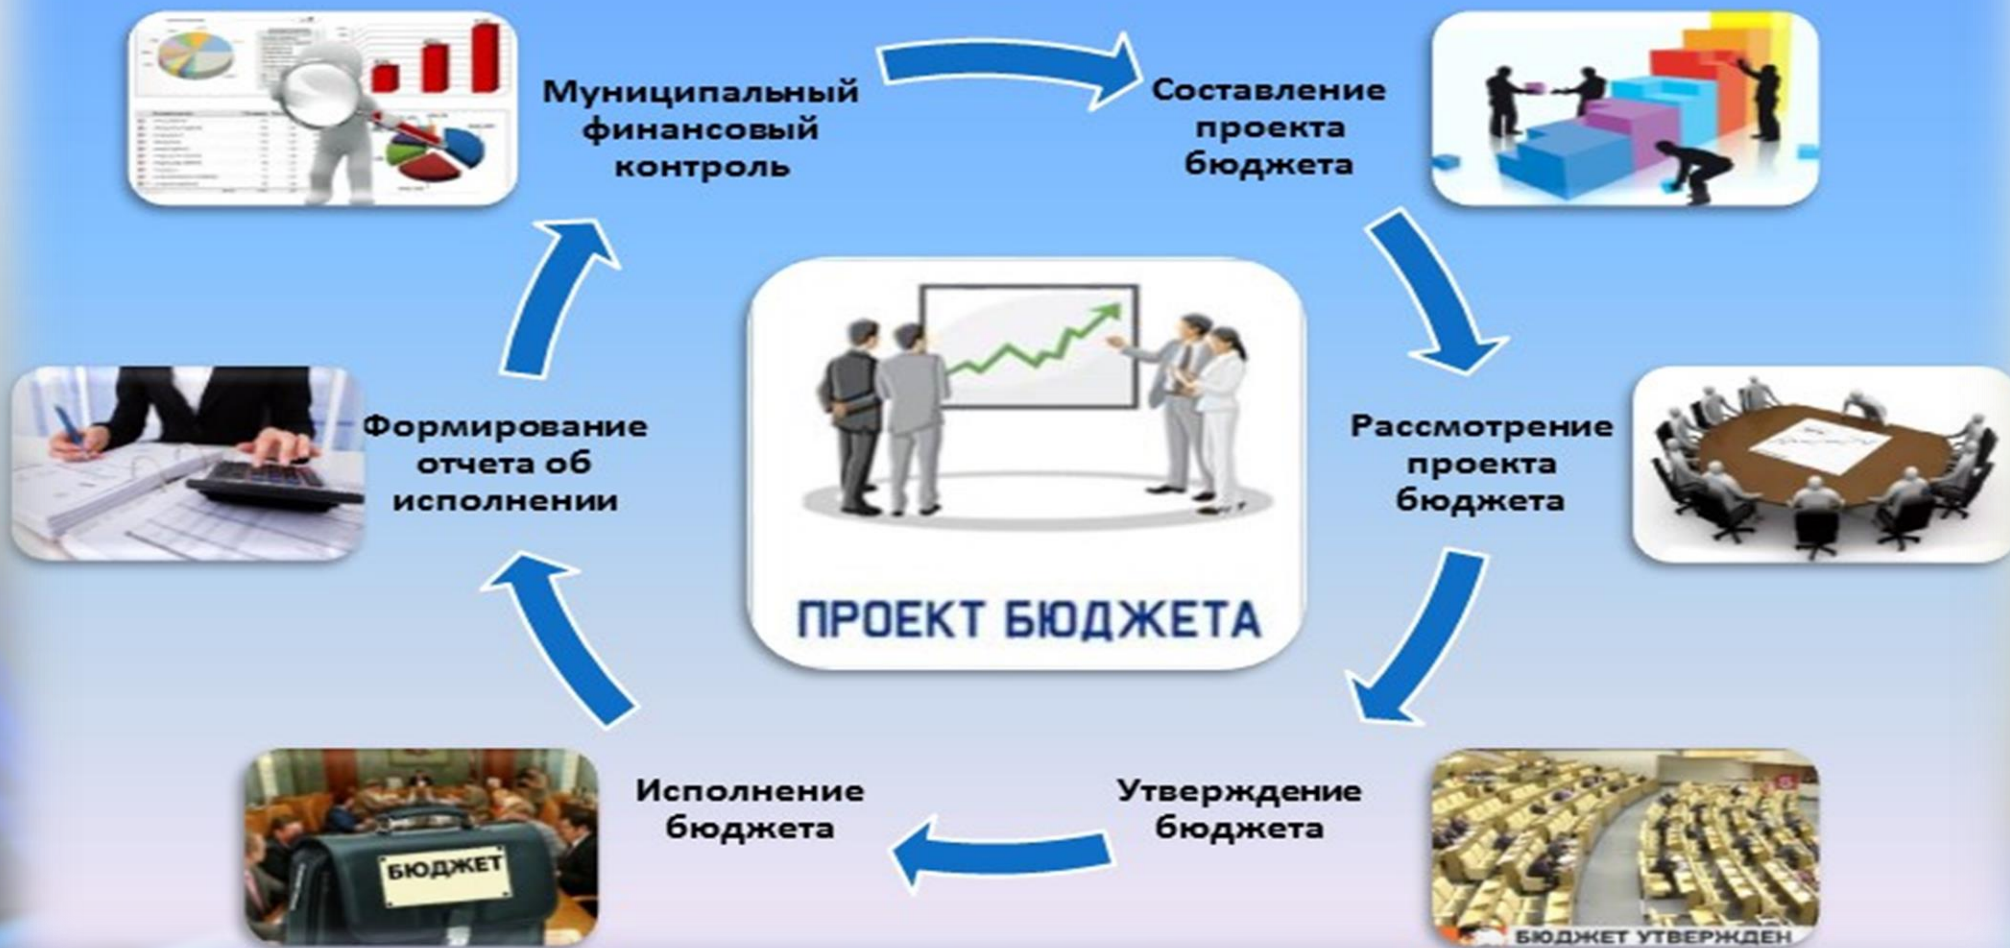 Муниципальный
финансовый
контроль
Составление
проекта
бюджета
Рассмотрение
проекта
бюджета
Утверждение
бюджета
БЮДЖЕТ УТВЕРЖДЕН
Исполнение
бюджета
БЮДЖЕТ
Формирование
отчета об
исполнении
ПРОЕКТ БЮДЖЕТА